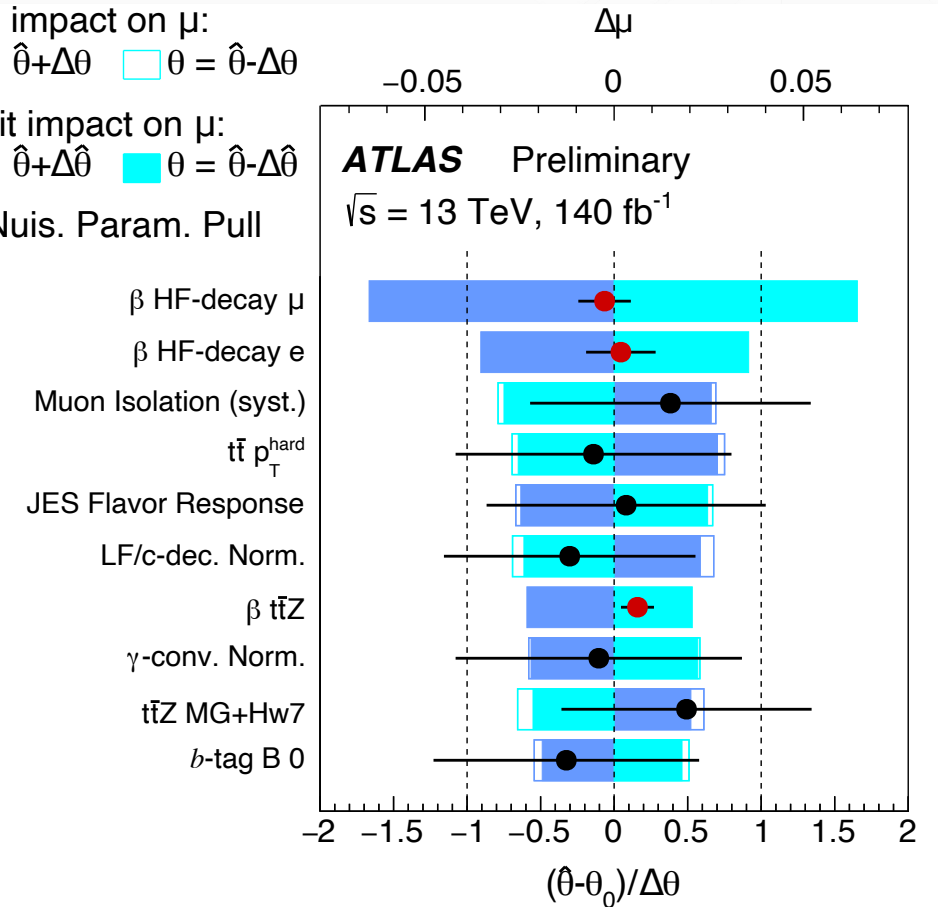 impact on μ:
θ̂+Δθ θ = θ̂-Δθ
it impact on μ:
θ̂+Δθ̂ θ = θ̂-Δθ̂
Nuis. Param. Pull
Δμ
−0.05 0 0.05
ATLAS Preliminary
√s = 13 TeV, 140 fb⁻¹
β HF-decay μ
β HF-decay e
Muon Isolation (syst.)
tt̄ p_T^hard
JES Flavor Response
LF/c-dec. Norm.
β tt̄Z
γ-conv. Norm.
tt̄Z MG+Hw7
b-tag B 0
−2 −1.5 −1 −0.5 0 0.5 1 1.5 2
(θ̂-θ₀)/Δθ